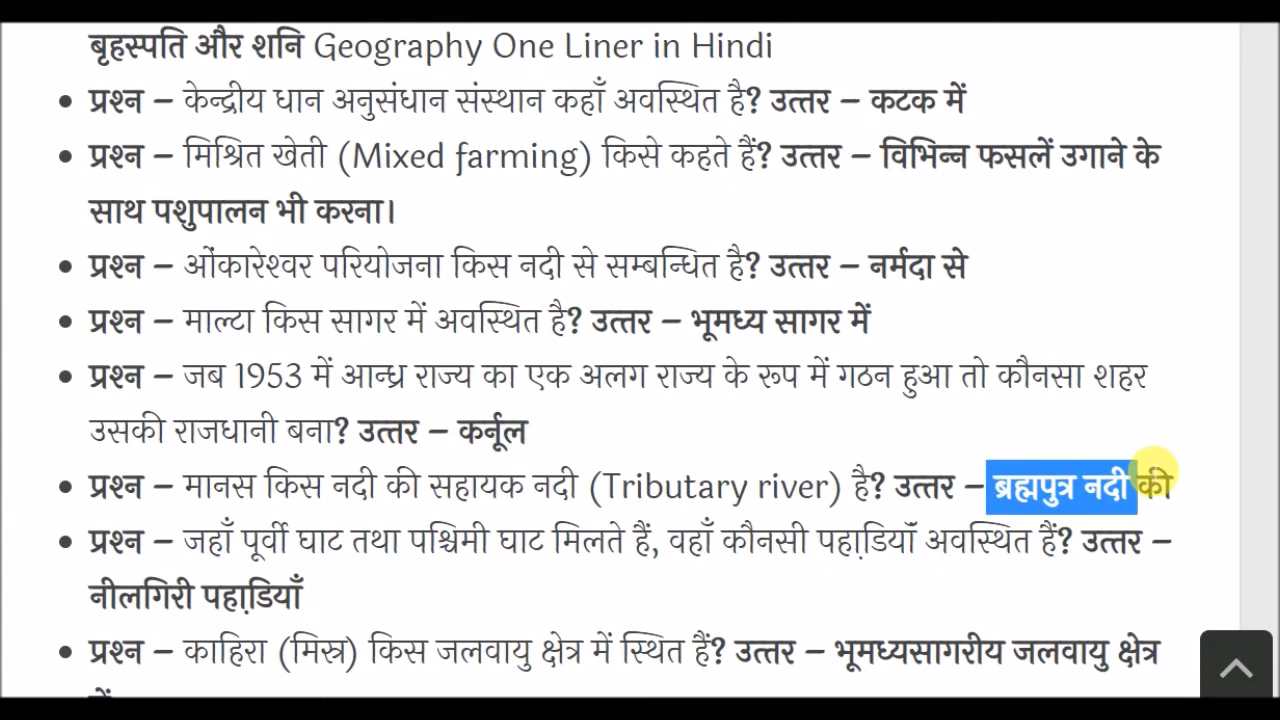 बृहस्पति और शनि Geography One Liner in Hindi
• प्रश्न – केन्द्रीय धान अनुसंधान संस्थान कहाँ अवस्थित है? उत्तर – कटक में
• प्रश्न – मिश्रित खेती (Mixed farming) किसे कहते हैं? उत्तर – विभिन्न फसलें उगाने के
साथ पशुपालन भी करना।
• प्रश्न – ओंकारेश्वर परियोजना किस नदी से सम्बन्धित है? उत्तर – नर्मदा से
• प्रश्न – माल्टा किस सागर में अवस्थित है? उत्तर – भूमध्य सागर में
• प्रश्न – जब 1953 में आन्ध्र राज्य का एक अलग राज्य के रूप में गठन हुआ तो कौनसा शहर
उसकी राजधानी बना? उत्तर – कर्नूल
• प्रश्न – मानस किस नदी की सहायक नदी (Tributary river) है? उत्तर – ब्रह्मपुत्र नदी की
• प्रश्न – जहाँ पूर्वी घाट तथा पश्चिमी घाट मिलते हैं, वहाँ कौनसी पहाडि़यॉं अवस्थित हैं? उत्तर –
नीलगिरी पहाडि़याँ
• प्रश्न – काहिरा (मिस्र) किस जलवायु क्षेत्र में स्थित हैं? उत्तर – भूमध्यसागरीय जलवायु क्षेत्र